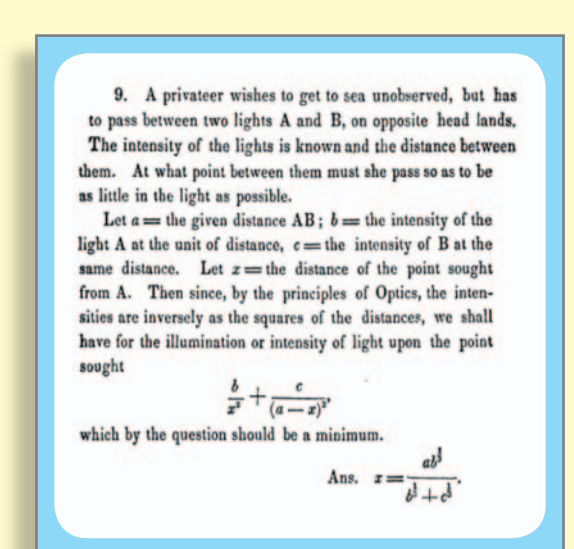 9. A privateer wishes to get to sea unobserved, but has
to pass between two lights A and B, on opposite head lands.
The intensity of the lights is known and the distance between
them. At what point between them must she pass so as to be
as little in the light as possible.
Let a = the given distance AB; b = the intensity of the
light A at the unit of distance, c = the intensity of B at the
same distance. Let x = the distance of the point sought
from A. Then since, by the principles of Optics, the inten-
sities are inversely as the squares of the distances, we shall
have for the illumination or intensity of light upon the point
sought
b/x² + c/(a — x)²,
which by the question should be a minimum.
Ans. x = ab^⅓/(b^⅓ + c^⅓).